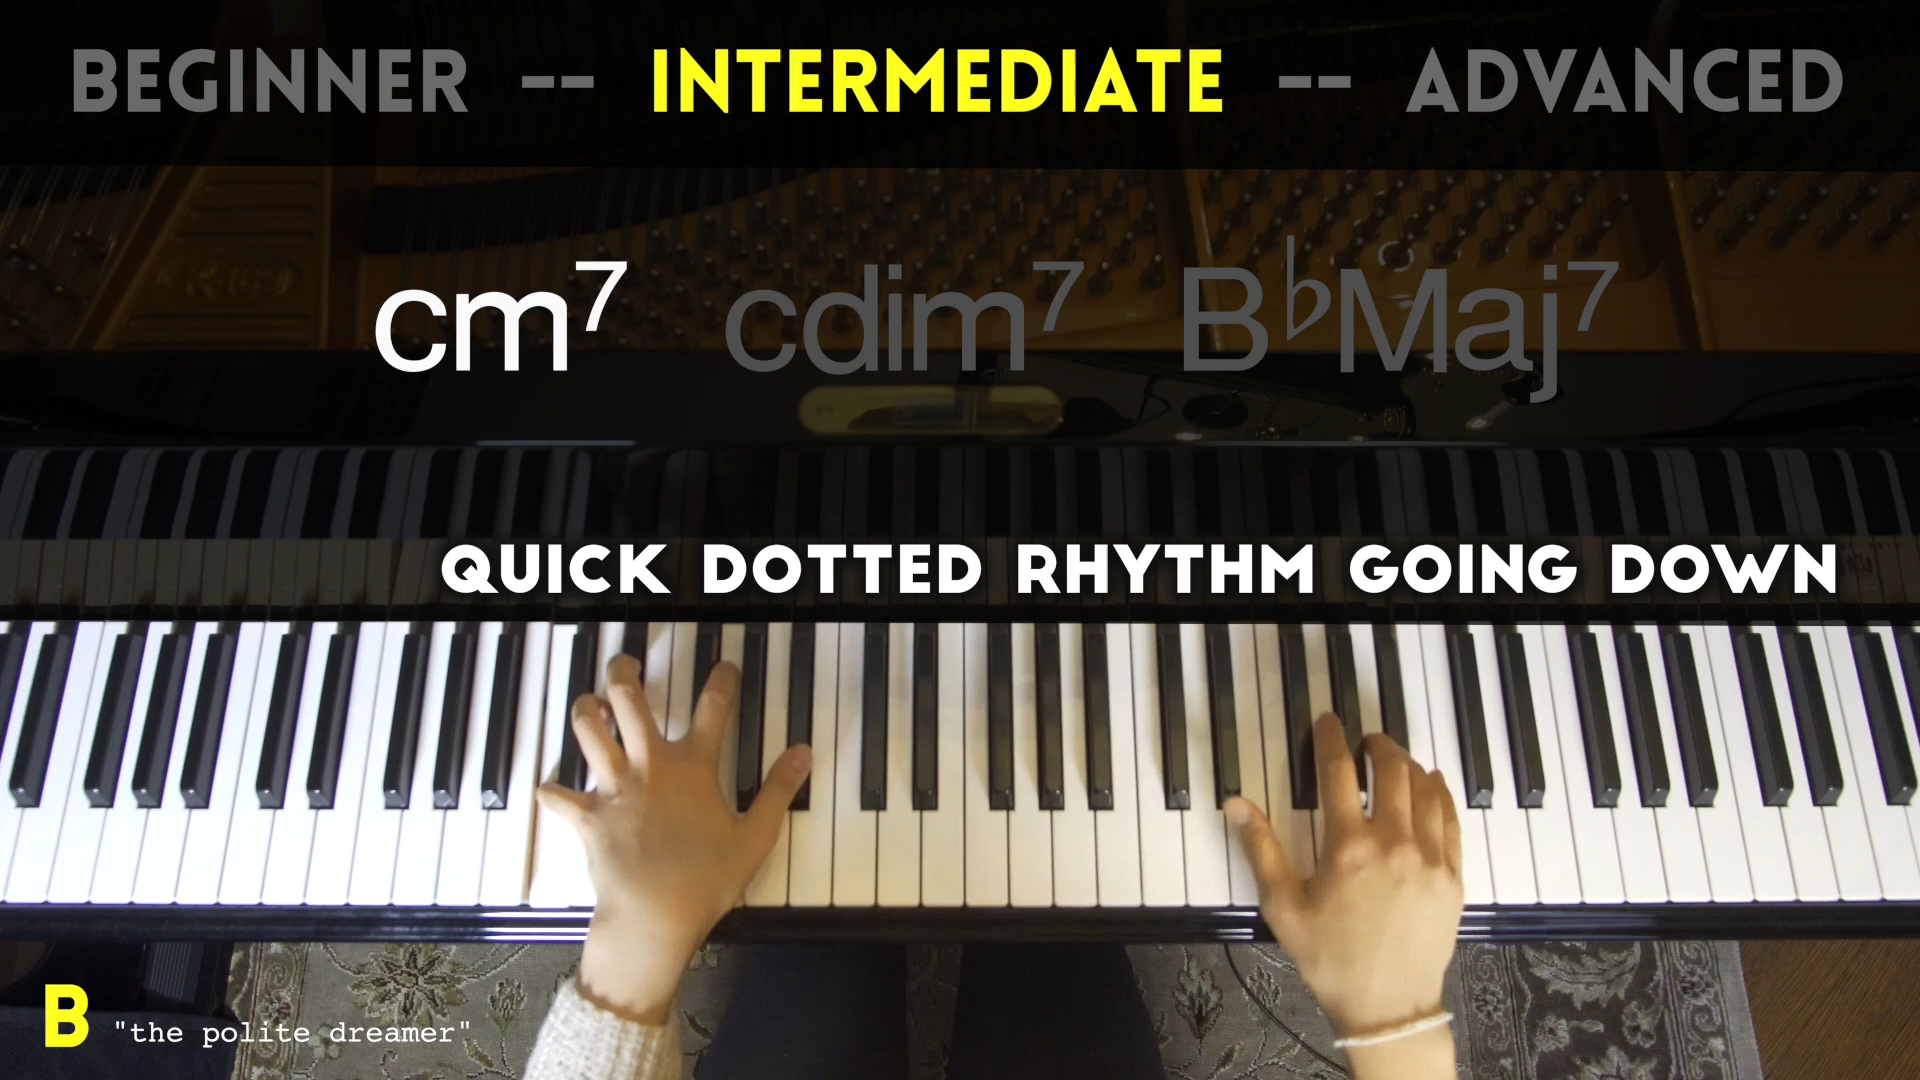 BEGINNER -- INTERMEDIATE -- ADVANCED
cm⁷ cdim⁷ B♭Maj⁷
QUICK DOTTED RHYTHM GOING DOWN
B "the polite dreamer"